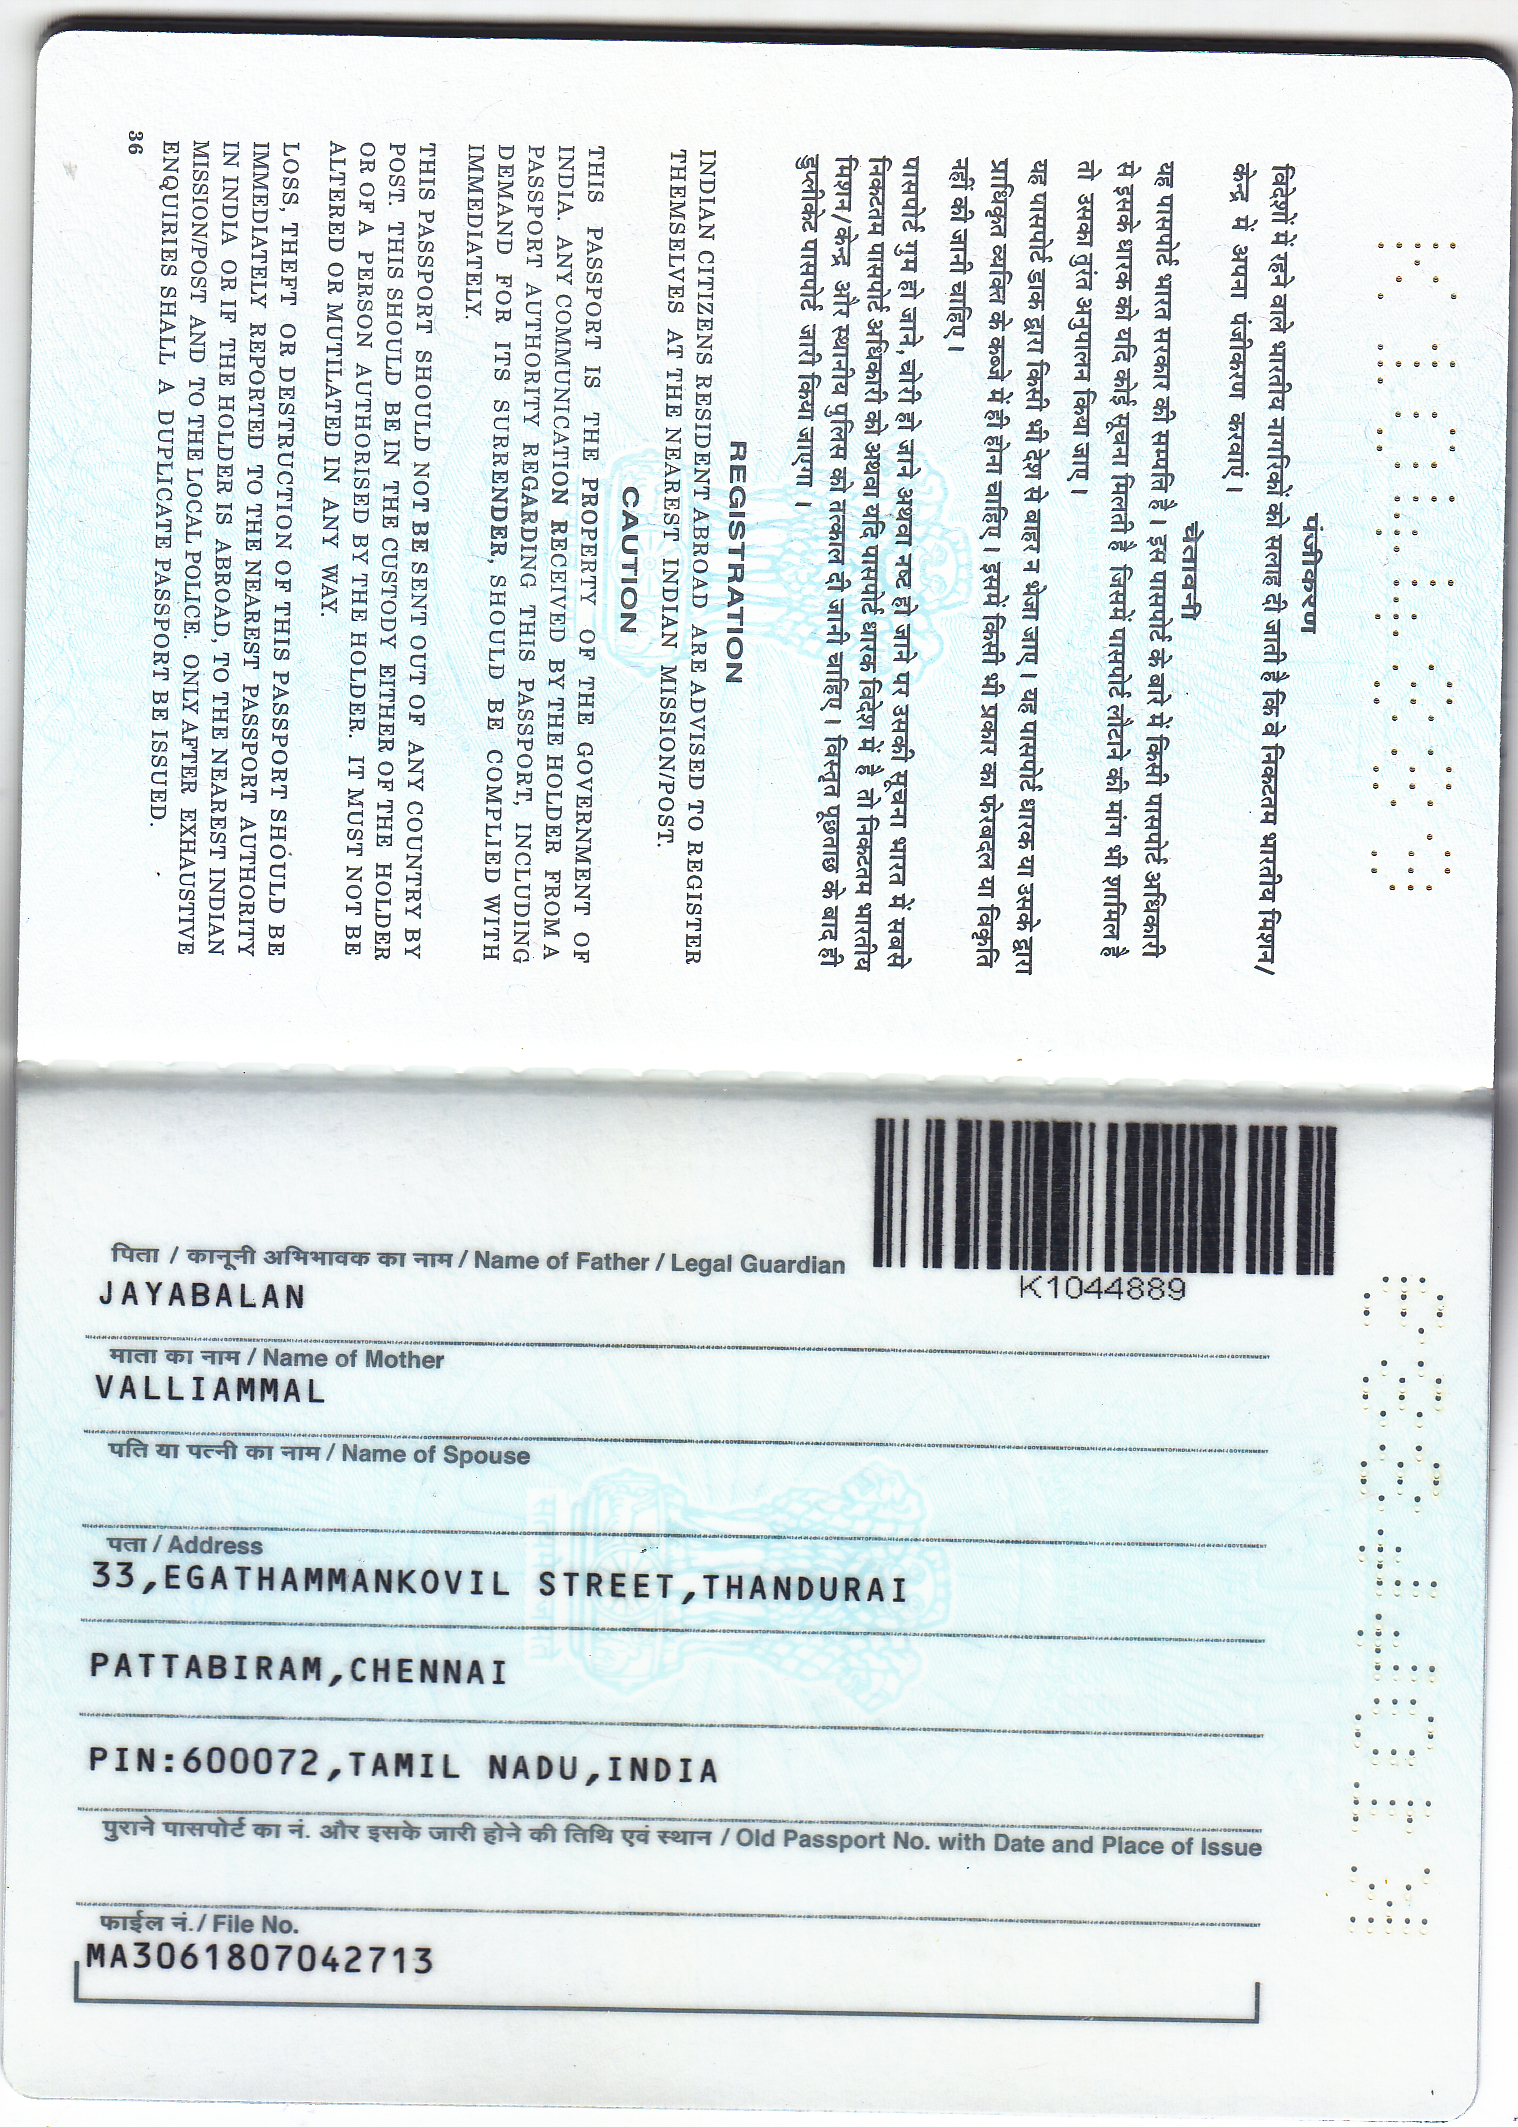 पंजीकरण
विदेशों में रहने वाले भारतीय नागरिकों को सलाह दी जाती है कि वे निकटतम भारतीय मिशन/
केन्द्र में अपना पंजीकरण करवाएं ।
चेतावनी
यह पासपोर्ट भारत सरकार की सम्पत्ति है । इस पासपोर्ट के बारे में किसी पासपोर्ट अधिकारी
से इसके धारक को यदि कोई सूचना मिलती है जिसमें पासपोर्ट लौटाने की मांग भी शामिल है
तो उसका तुरंत अनुपालन किया जाए ।
यह पासपोर्ट डाक द्वारा किसी भी देश से बाहर न भेजा जाए । यह पासपोर्ट धारक या उसके द्वारा
प्राधिकृत व्यक्ति के कब्जे में ही होना चाहिए । इसमें किसी भी प्रकार का फेरबदल या विकृति
नहीं की जानी चाहिए ।
पासपोर्ट गुम हो जाने, चोरी हो जाने अथवा नष्ट हो जाने पर उसकी सूचना भारत में सबसे
निकटतम पासपोर्ट अधिकारी को अथवा यदि पासपोर्ट धारक विदेश में है तो निकटतम भारतीय
मिशन/केन्द्र और स्थानीय पुलिस को तत्काल दी जानी चाहिए । विस्तृत पूछताछ के बाद ही
डुप्लीकेट पासपोर्ट जारी किया जाएगा ।
REGISTRATION
INDIAN CITIZENS RESIDENT ABROAD ARE ADVISED TO REGISTER
THEMSELVES AT THE NEAREST INDIAN MISSION/POST.
CAUTION
THIS PASSPORT IS THE PROPERTY OF THE GOVERNMENT OF
INDIA. ANY COMMUNICATION RECEIVED BY THE HOLDER FROM A
PASSPORT AUTHORITY REGARDING THIS PASSPORT, INCLUDING
DEMAND FOR ITS SURRENDER, SHOULD BE COMPLIED WITH
IMMEDIATELY.
THIS PASSPORT SHOULD NOT BE SENT OUT OF ANY COUNTRY BY
POST. THIS SHOULD BE IN THE CUSTODY EITHER OF THE HOLDER
OR OF A PERSON AUTHORISED BY THE HOLDER. IT MUST NOT BE
ALTERED OR MUTILATED IN ANY WAY.
LOSS, THEFT OR DESTRUCTION OF THIS PASSPORT SHOULD BE
IMMEDIATELY REPORTED TO THE NEAREST PASSPORT AUTHORITY
IN INDIA OR IF THE HOLDER IS ABROAD, TO THE NEAREST INDIAN
MISSION/POST AND TO THE LOCAL POLICE. ONLY AFTER EXHAUSTIVE
ENQUIRIES SHALL A DUPLICATE PASSPORT BE ISSUED.
36
K1044889
पिता / कानूनी अभिभावक का नाम / Name of Father / Legal Guardian
JAYABALAN
माता का नाम / Name of Mother
VALLIAMMAL
पति या पत्नी का नाम / Name of Spouse
पता / Address
33,EGATHAMMANKOVIL STREET,THANDURAI
PATTABIRAM,CHENNAI
PIN:600072,TAMIL NADU,INDIA
पुराने पासपोर्ट का नं. और इसके जारी होने की तिथि एवं स्थान / Old Passport No. with Date and Place of Issue
फाईल नं./ File No.
MA3061807042713